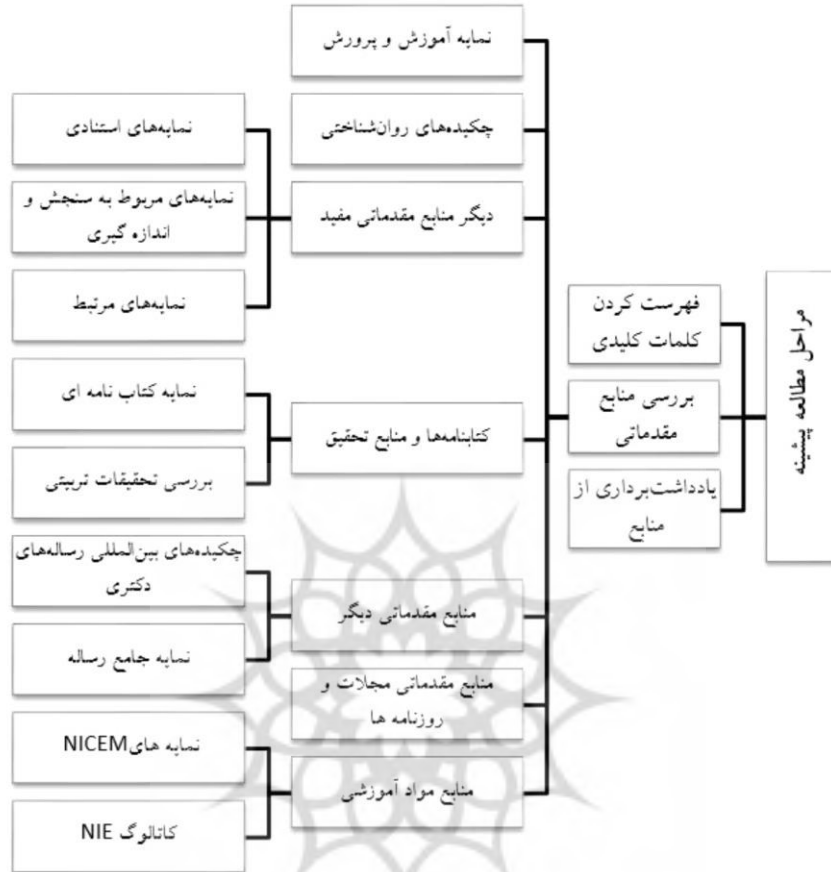 مراحل مطالعه پیشینه
فهرست کردن
کلمات کلیدی
بررسی منابع
مقدماتی
یادداشت‌برداری از
منابع
نمایه آموزش و پرورش
چکیده‌های روان‌شناختی
دیگر منابع مقدماتی مفید
نمایه‌های استنادی
نمایه‌های مربوط به سنجش و
اندازه گیری
نمایه‌های مرتبط
کتابنامه‌ها و منابع تحقیق
نمایه کتاب نامه ای
بررسی تحقیقات تربیتی
منابع مقدماتی دیگر
چکیده‌های بین‌المللی رساله‌های
دکتری
نمایه جامع رساله
منابع مقدماتی مجلات و
روزنامه ها
منابع مواد آموزشی
نمایه های NICEM
کاتالوگ NIE